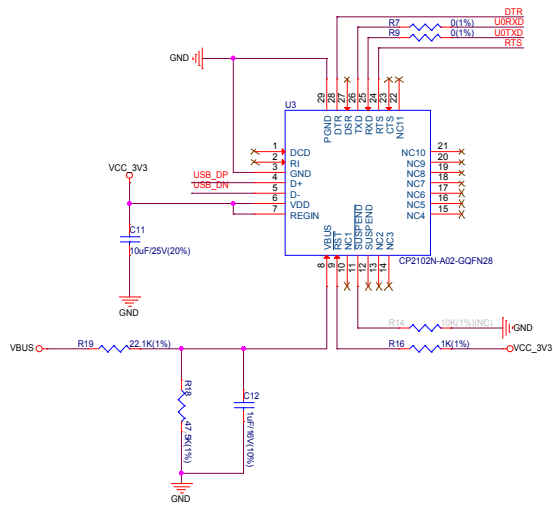 DTR
R7 0(1%) U0RXD
R9 0(1%) U0TXD
RTS
GND
29 28 27 26 25 24 23 22
U3
PGND DTR DSR TXD RXD RTS CTS NC11
1 DCD
2 RI
3 GND
USB_DP 4 D+
USB_DN 5 D-
6 VDD
7 REGIN
NC10 21
NC9 20
NC8 19
NC7 18
NC6 17
NC5 16
NC4 15
VBUS RST NC1 SUSPEND SUSPEND NC2 NC3
8 9 10 11 12 13 14
CP2102N-A02-GQFN28
VCC_3V3
C11
10uF/25V(20%)
GND
R14 10K(1%)(NC) GND
R16 1K(1%) VCC_3V3
VBUS R19 22.1K(1%)
R18
47.5K(1%)
C12
1uF/16V(10%)
GND